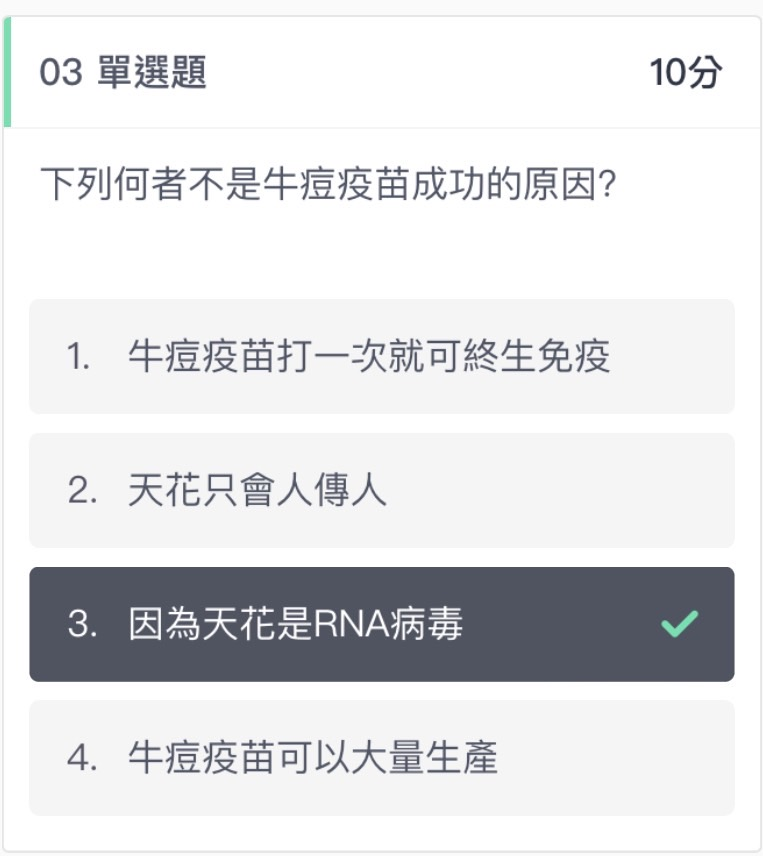 03 單選題
10分
下列何者不是牛痘疫苗成功的原因?
1. 牛痘疫苗打一次就可終生免疫
2. 天花只會人傳人
3. 因為天花是RNA病毒
4. 牛痘疫苗可以大量生產